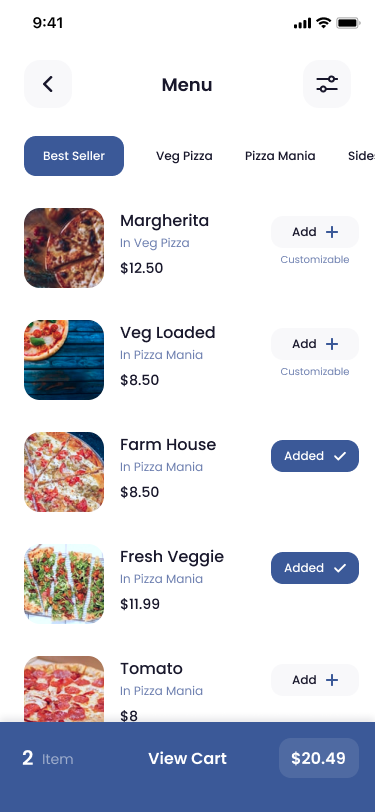 9:41
Menu
Best Seller
Veg Pizza
Pizza Mania
Sides
Margherita
In Veg Pizza
$12.50
Add
Customizable
Veg Loaded
In Pizza Mania
$8.50
Add
Customizable
Farm House
In Pizza Mania
$8.50
Added
Fresh Veggie
In Pizza Mania
$11.99
Added
Tomato
In Pizza Mania
$8
Add
2 Item
View Cart
$20.49